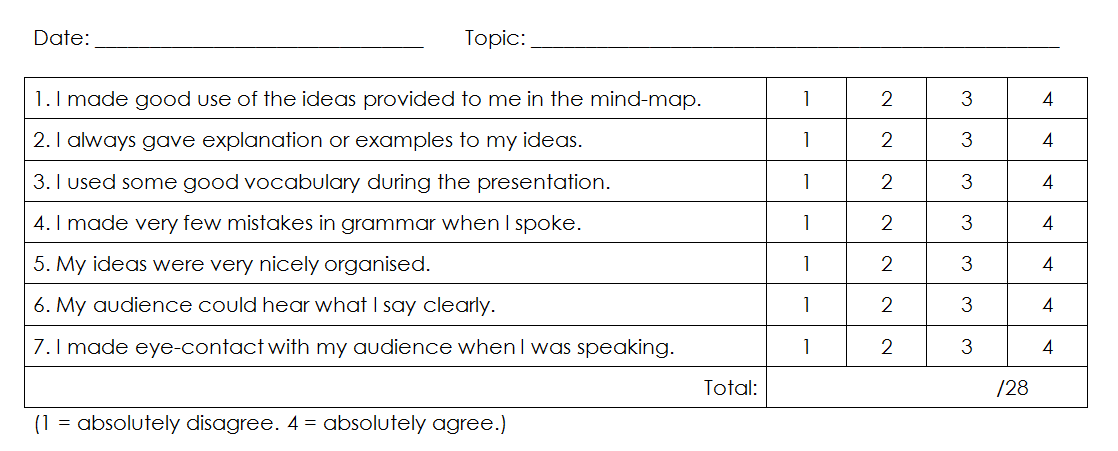 Date: ______________________________ Topic: ________________________________________________
1. I made good use of the ideas provided to me in the mind-map. 1 2 3 4
2. I always gave explanation or examples to my ideas. 1 2 3 4
3. I used some good vocabulary during the presentation. 1 2 3 4
4. I made very few mistakes in grammar when I spoke. 1 2 3 4
5. My ideas were very nicely organised. 1 2 3 4
6. My audience could hear what I say clearly. 1 2 3 4
7. I made eye-contact with my audience when I was speaking. 1 2 3 4
Total: /28
(1 = absolutely disagree. 4 = absolutely agree.)